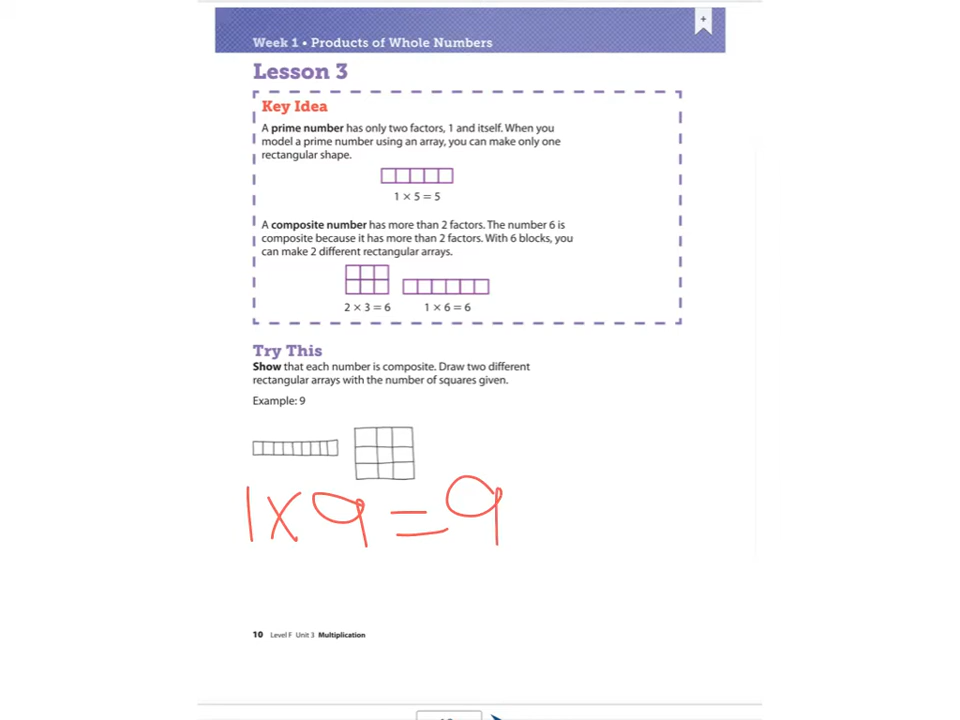 Week 1 • Products of Whole Numbers
Lesson 3
Key Idea
A prime number has only two factors, 1 and itself. When you
model a prime number using an array, you can make only one
rectangular shape.
1 × 5 = 5
A composite number has more than 2 factors. The number 6 is
composite because it has more than 2 factors. With 6 blocks, you
can make 2 different rectangular arrays.
2 × 3 = 6 1 × 6 = 6
Try This
Show that each number is composite. Draw two different
rectangular arrays with the number of squares given.
Example: 9
1 x 9 = 9
10 Level F Unit 3 Multiplication